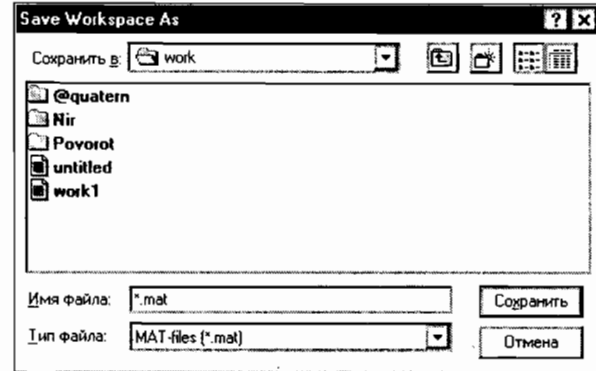 Save Workspace As
Сохранить в: work
@quatern
Nir
Povorot
untitled
work1
Имя файла: *.mat Сохранить
Тип файла: MAT-files (*.mat) Отмена